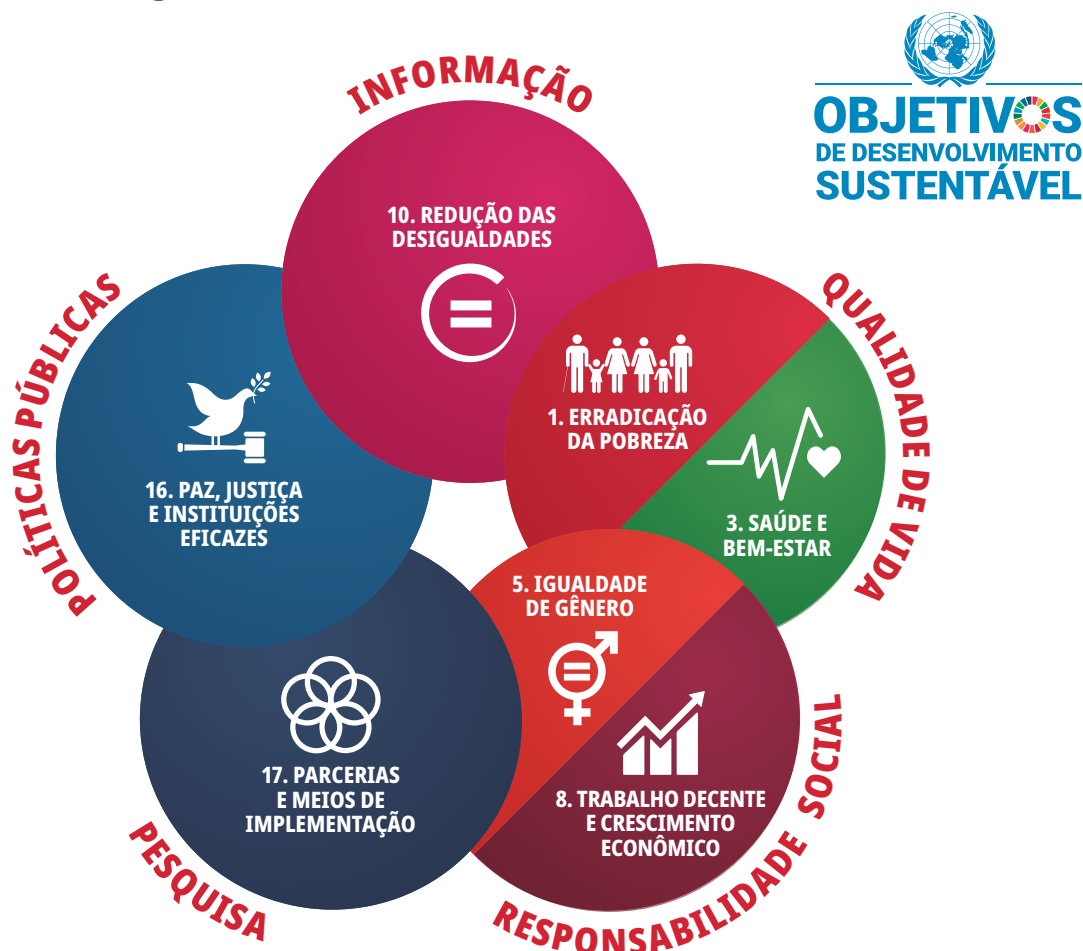 INFORMAÇÃO
OBJETIVOS
DE DESENVOLVIMENTO
SUSTENTÁVEL
10. REDUÇÃO DAS
DESIGUALDADES
POLÍTICAS PÚBLICAS
QUALIDADE DE VIDA
1. ERRADICAÇÃO
DA POBREZA
16. PAZ, JUSTIÇA
E INSTITUIÇÕES
EFICAZES
3. SAÚDE E
BEM-ESTAR
5. IGUALDADE
DE GÊNERO
17. PARCERIAS
E MEIOS DE
IMPLEMENTAÇÃO
8. TRABALHO DECENTE
E CRESCIMENTO
ECONÔMICO
PESQUISA
RESPONSABILIDADE SOCIAL